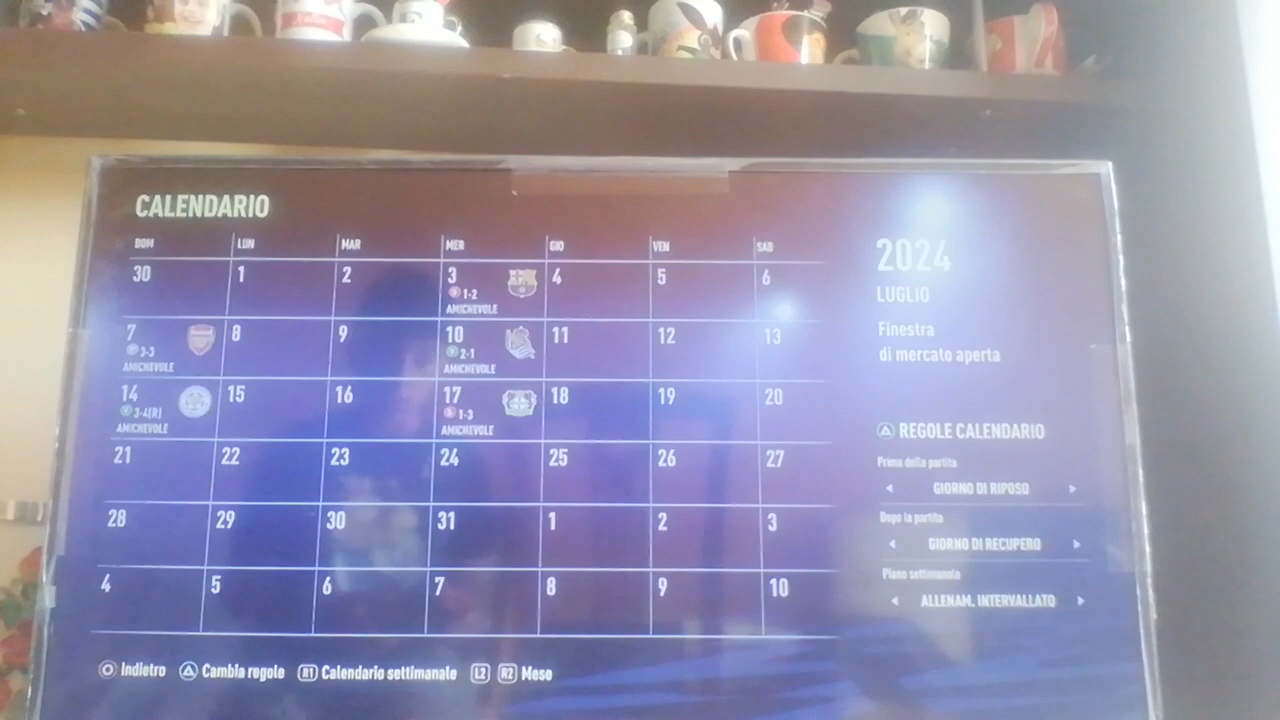 CALENDARIO
DOM LUN MAR MER GIO VEN SAB
30 1 2 3 4 5 6
1-2
AMICHEVOLE
7 8 9 10 11 12 13
3-3 2-1
AMICHEVOLE AMICHEVOLE
14 15 16 17 18 19 20
3-4(R) 1-3
AMICHEVOLE AMICHEVOLE
21 22 23 24 25 26 27
28 29 30 31 1 2 3
4 5 6 7 8 9 10
Indietro Cambia regole R1 Calendario settimanale L2 R2 Mese
2024
LUGLIO
Finestra
di mercato aperta
REGOLE CALENDARIO
Prima della partita
GIORNO DI RIPOSO
Dopo la partita
GIORNO DI RECUPERO
Piano settimanale
ALLENAM. INTERVALLATO